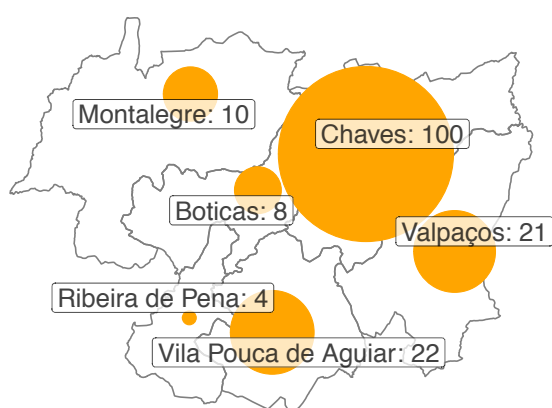 Montalegre: 10
Chaves: 100
Boticas: 8
Valpaços: 21
Ribeira de Pena: 4
Vila Pouca de Aguiar: 22